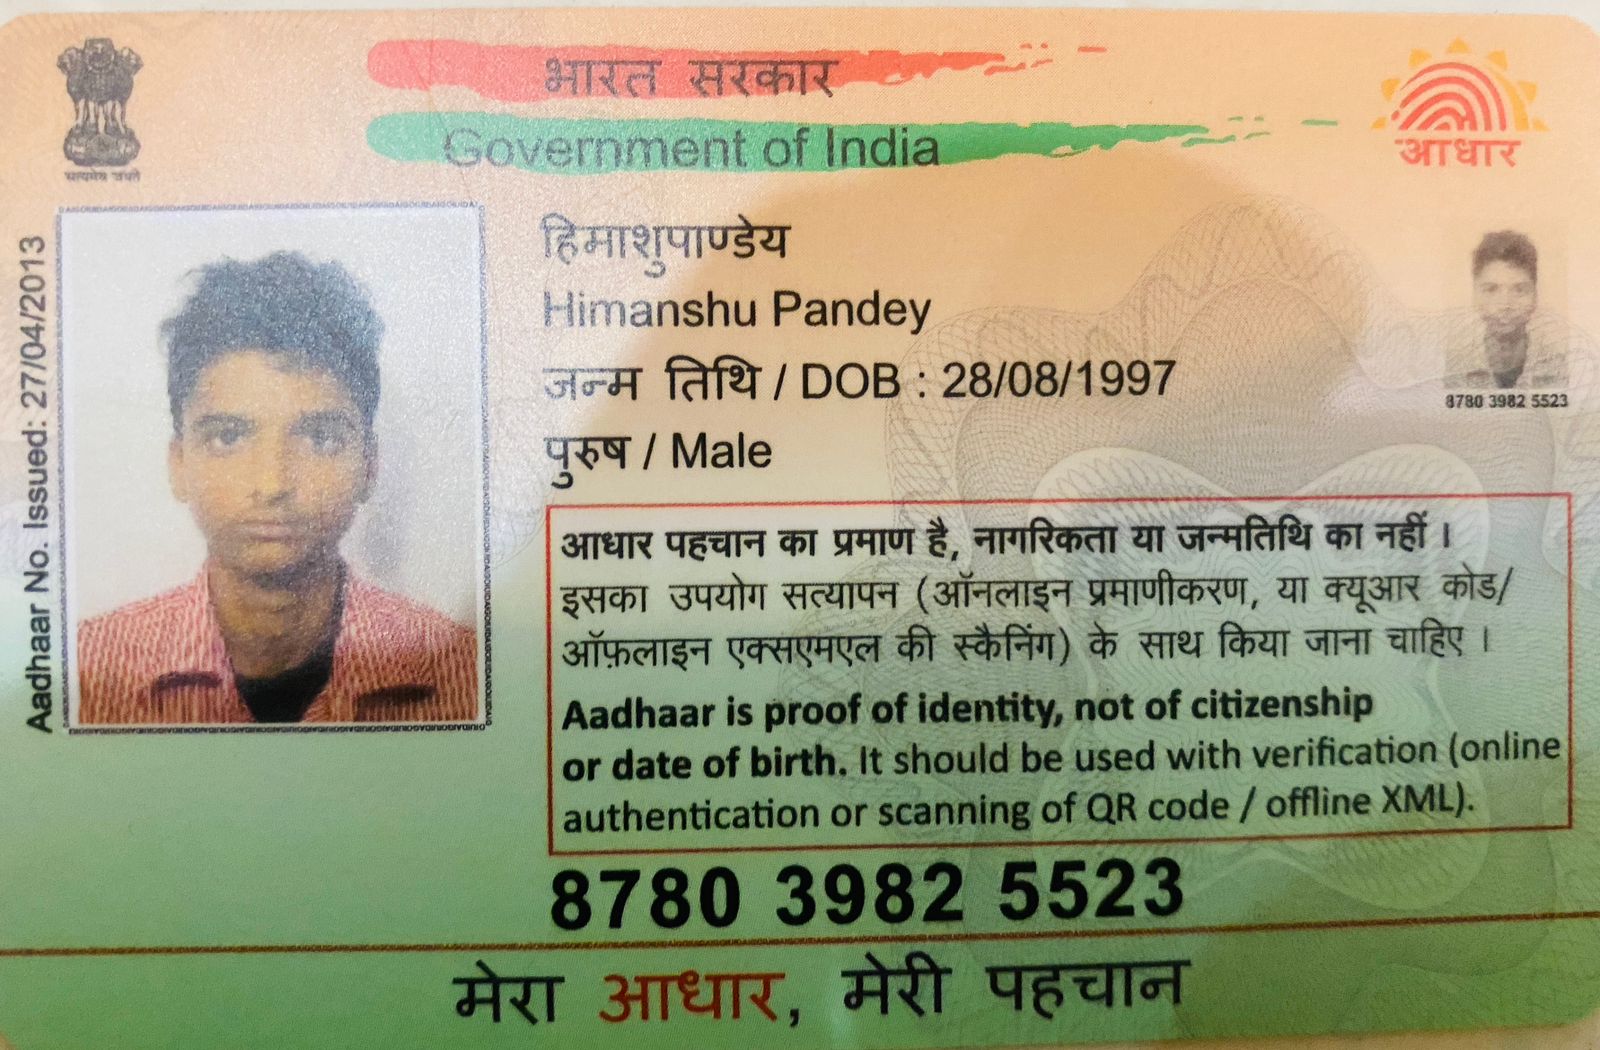 भारत सरकार
Government of India
आधार
सत्यमेव जयते
Aadhaar No. Issued: 27/04/2013
हिमाशुपाण्डेय
Himanshu Pandey
जन्म तिथि / DOB : 28/08/1997
पुरुष / Male
8780 3982 5523
आधार पहचान का प्रमाण है, नागरिकता या जन्मतिथि का नहीं ।
इसका उपयोग सत्यापन (ऑनलाइन प्रमाणीकरण, या क्यूआर कोड/
ऑफ़लाइन एक्सएमएल की स्कैनिंग) के साथ किया जाना चाहिए ।
Aadhaar is proof of identity, not of citizenship
or date of birth. It should be used with verification (online
authentication or scanning of QR code / offline XML).
8780 3982 5523
मेरा आधार, मेरी पहचान